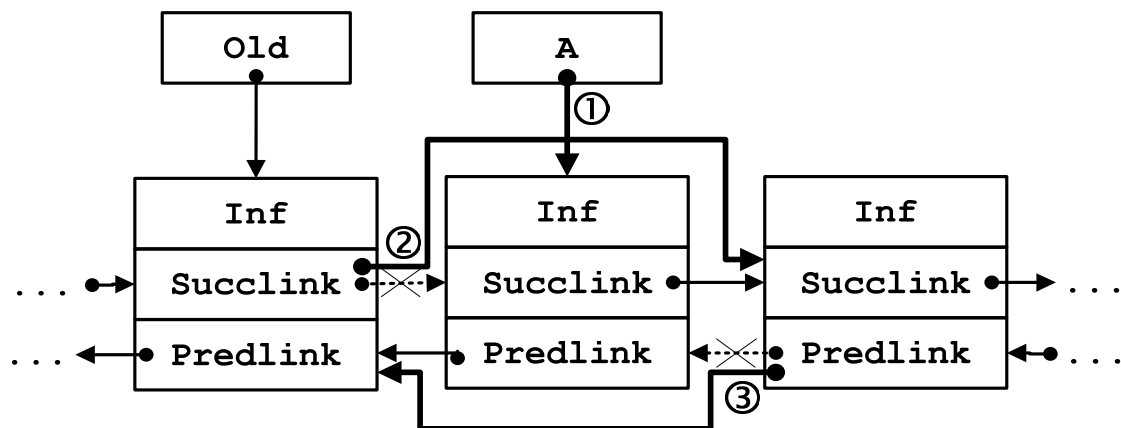 Old A
①
Inf Inf Inf
②
. . . Succlink Succlink Succlink . . .
. . . Predlink Predlink Predlink . . .
③